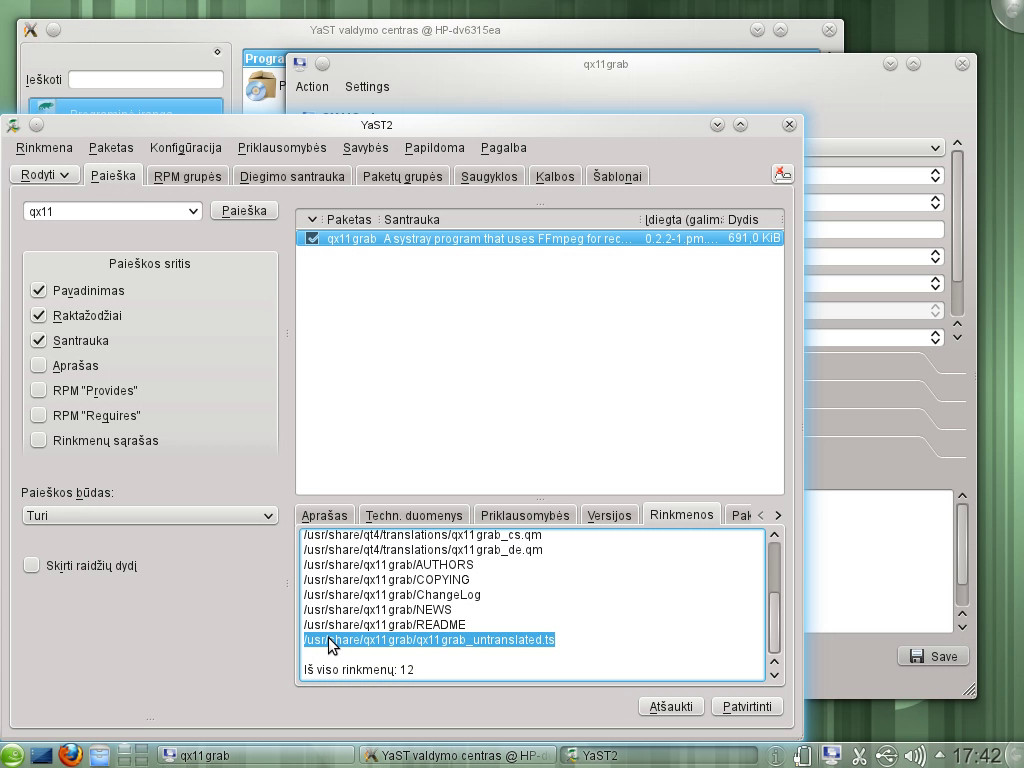 YaST valdymo centras @ HP-dv6315ea
Ieškoti
Progra
qx11grab
Action Settings
YaST2
Rinkmena Paketas Konfigūracija Priklausomybės Savybės Papildoma Pagalba
Rodyti Paieška RPM grupės Diegimo santrauka Paketų grupės Saugyklos Kalbos Šablonai
qx11 Paieška
Paieškos sritis
Pavadinimas
Raktažodžiai
Santrauka
Aprašas
RPM "Provides"
RPM "Requires"
Rinkmenų sąrašas
Paieškos būdas:
Turi
Skirti raidžių dydį
Paketas Santrauka Įdiegta (galima: Dydis
qx11grab A systray program that uses FFmpeg for rec... 0.2.2-1.pm.... 691,0 KiB
Aprašas Techn. duomenys Priklausomybės Versijos Rinkmenos Pak
/usr/share/qt4/translations/qx11grab_cs.qm
/usr/share/qt4/translations/qx11grab_de.qm
/usr/share/qx11grab/AUTHORS
/usr/share/qx11grab/COPYING
/usr/share/qx11grab/ChangeLog
/usr/share/qx11grab/NEWS
/usr/share/qx11grab/README
/usr/share/qx11grab/qx11grab_untranslated.ts
Iš viso rinkmenų: 12
Atšaukti Patvirtinti
Save
qx11grab YaST valdymo centras @ HP-d YaST2 17:42